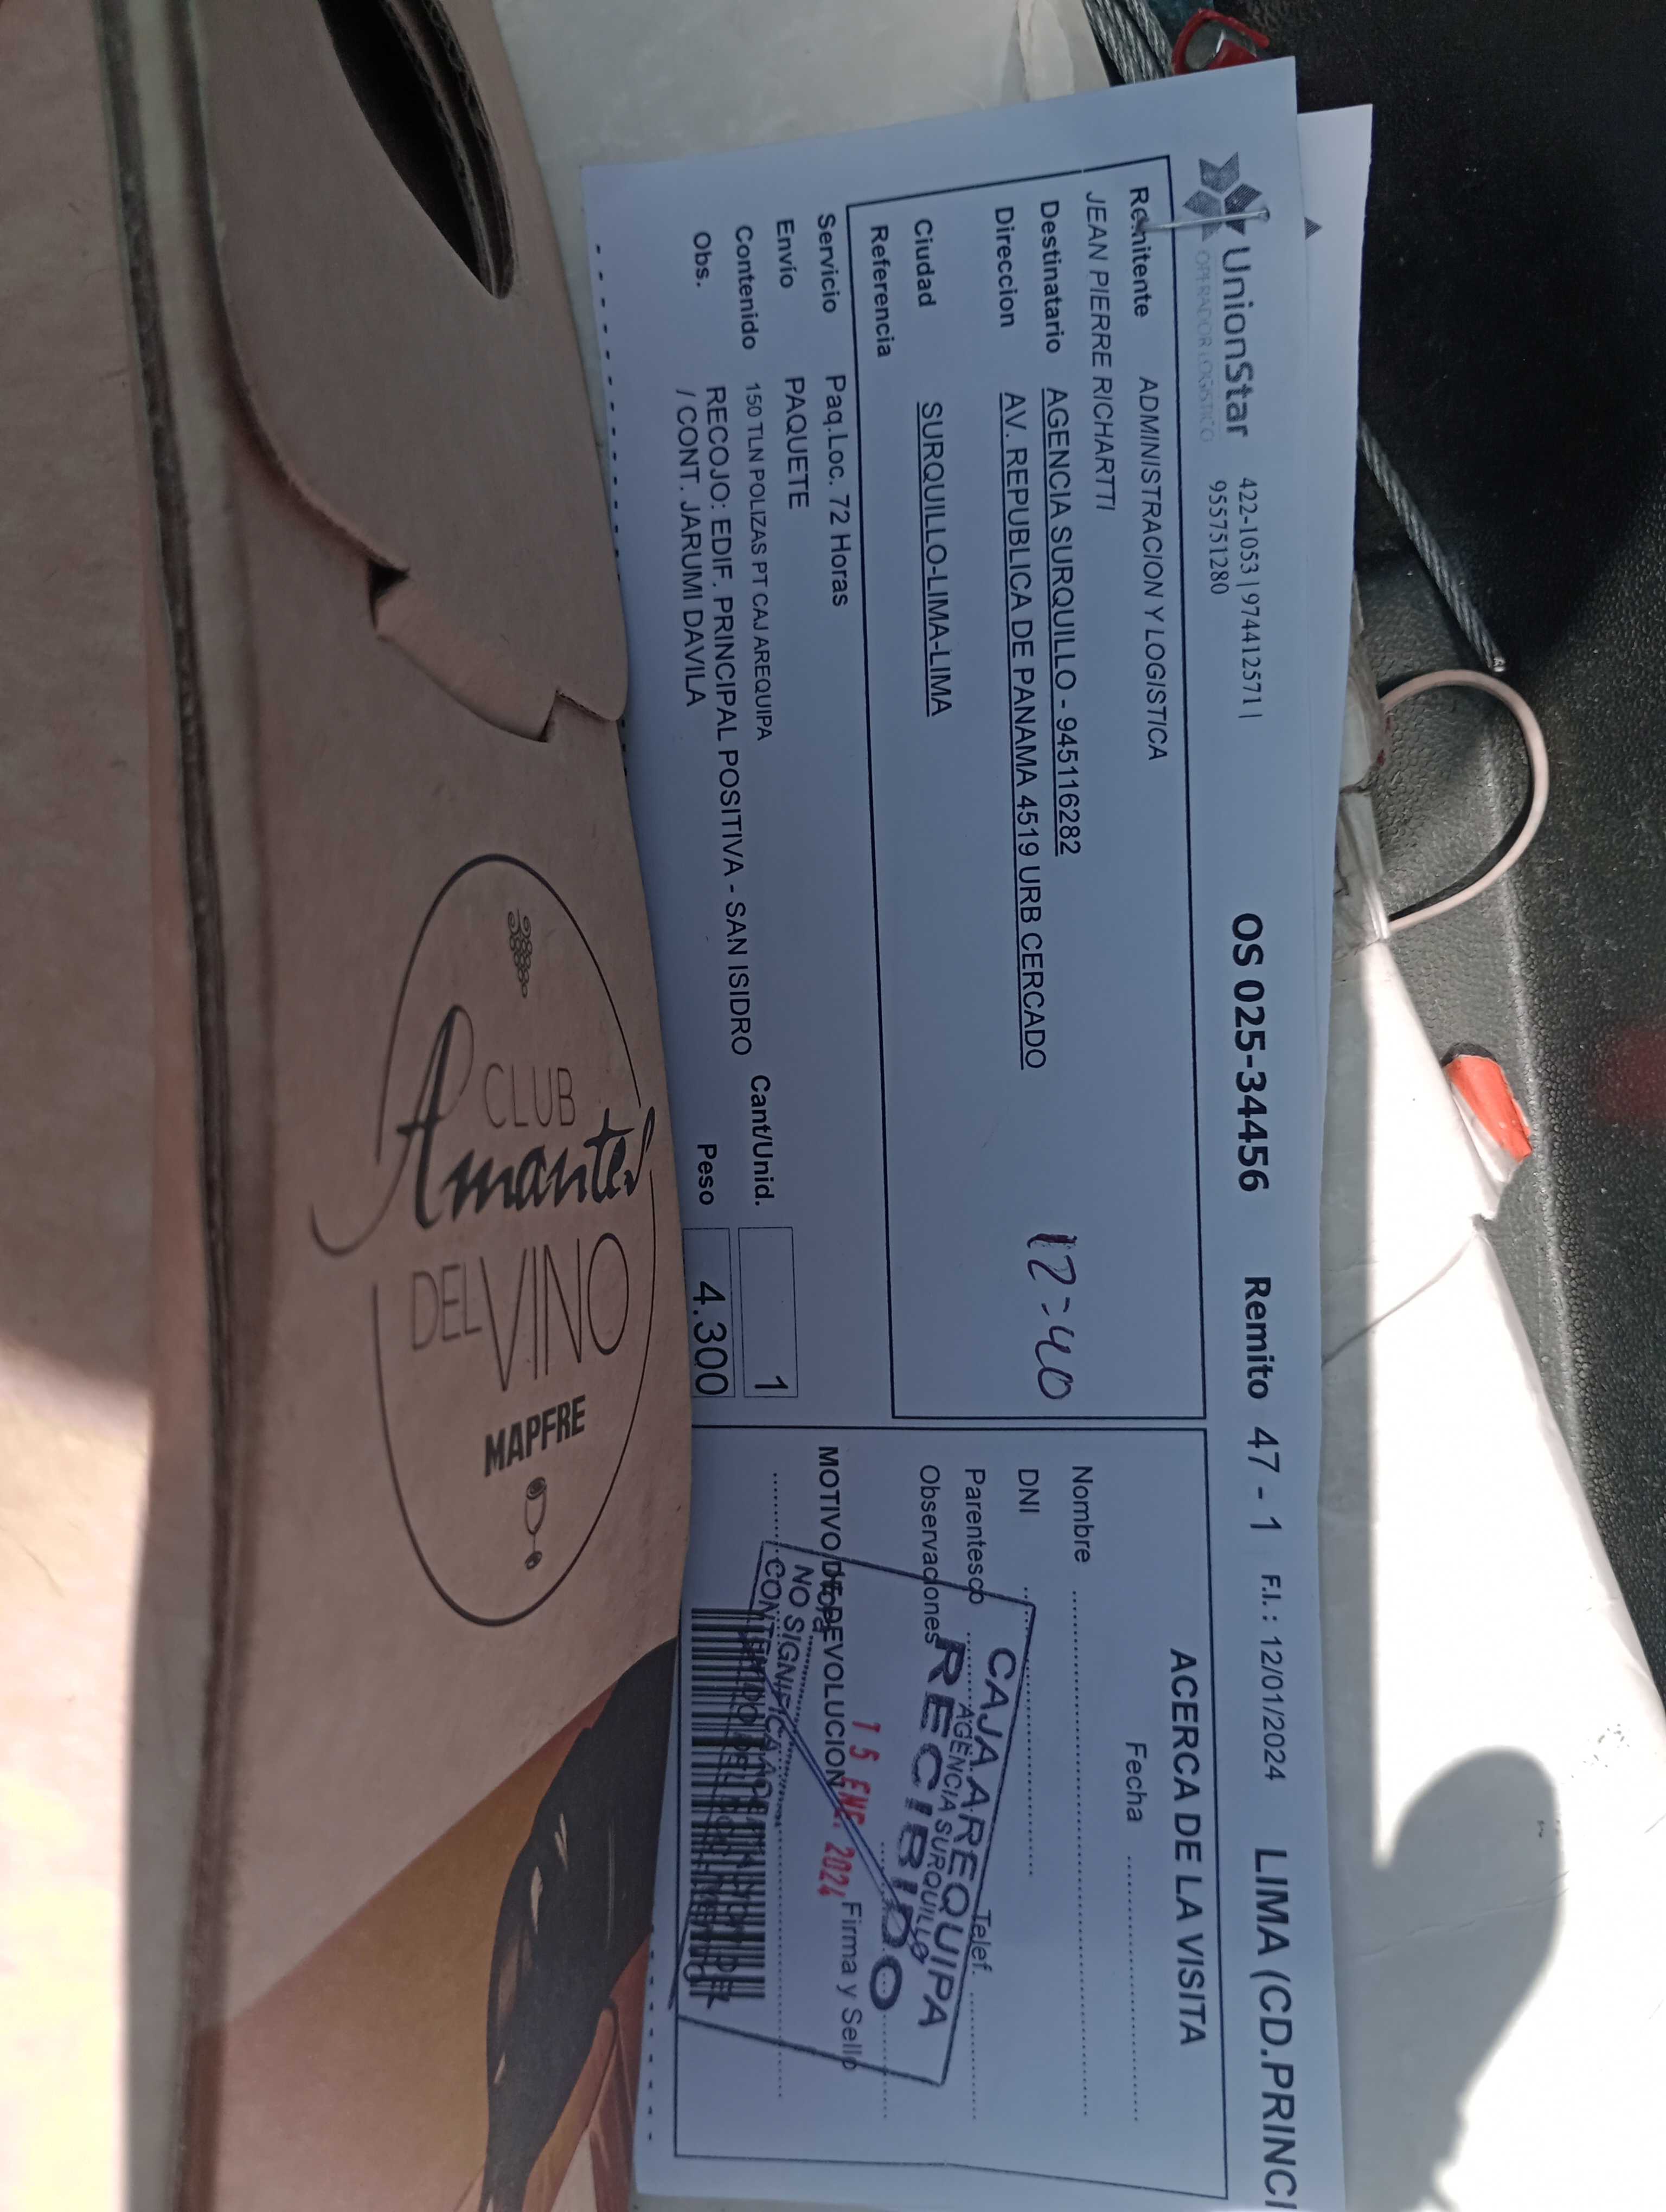 UnionStar
OPERADOR LOGISTICO
422-1053 | 974412571 |
955751280
OS 025-34456 Remito 47 - 1 F.I. : 12/01/2024 LIMA (CD.PRINCI
Remitente ADMINISTRACION Y LOGISTICA
JEAN PIERRE RICHARTTI
Destinatario AGENCIA SURQUILLO - 945116282
Direccion AV. REPUBLICA DE PANAMA 4519 URB CERCADO
12:40
Ciudad SURQUILLO-LIMA-LIMA
Referencia
Servicio Paq.Loc. 72 Horas
Envío PAQUETE
Contenido 150 TLN POLIZAS PT CAJ AREQUIPA
Cant/Unid. 1
Obs. RECOJO: EDIF. PRINCIPAL POSITIVA - SAN ISIDRO
/ CONT. JARUMI DAVILA
Peso 4.300
ACERCA DE LA VISITA
Fecha
Nombre
DNI
Telef.
Parentesco
Observaciones
Firma y Sello
MOTIVO DE DEVOLUCION
CAJA AREQUIPA
AGENCIA SURQUILLO
RECIBIDO
15 ENE. 2024
NO SIGNIFICA
CLUB
Amantes
DEL VINO
MAPFRE